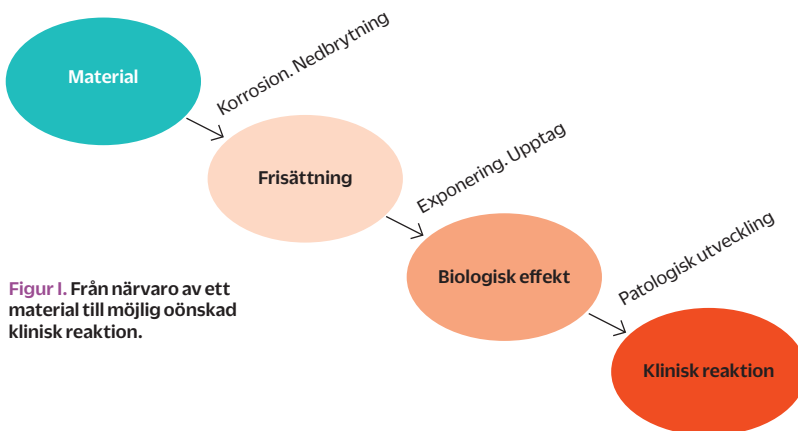 Material
Korrosion. Nedbrytning
Frisättning
Exponering. Upptag
Biologisk effekt
Patologisk utveckling
Klinisk reaktion
Figur I. Från närvaro av ett
material till möjlig oönskad
klinisk reaktion.